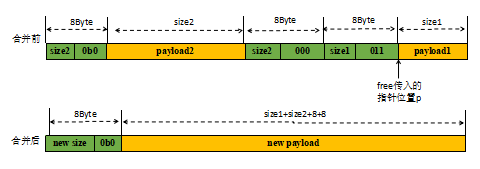 8Byte size2 8Byte 8Byte size1
合并前 size2 0b0 payload2 size2 000 size1 011 payload1
free传入的
指针位置p
8Byte size1+size2+8+8
合并后 new size 0b0 new payload